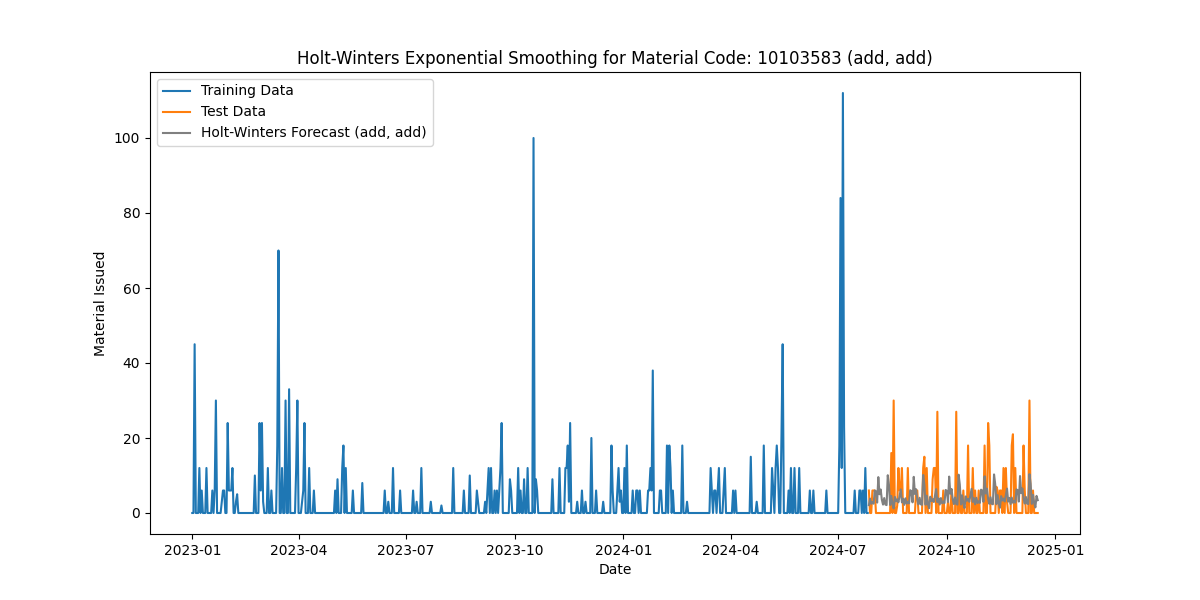 Holt-Winters Exponential Smoothing for Material Code: 10103583 (add, add)
Training Data
Test Data
Holt-Winters Forecast (add, add)
Material Issued
100
80
60
40
20
0
2023-01 2023-04 2023-07 2023-10 2024-01 2024-04 2024-07 2024-10 2025-01
Date